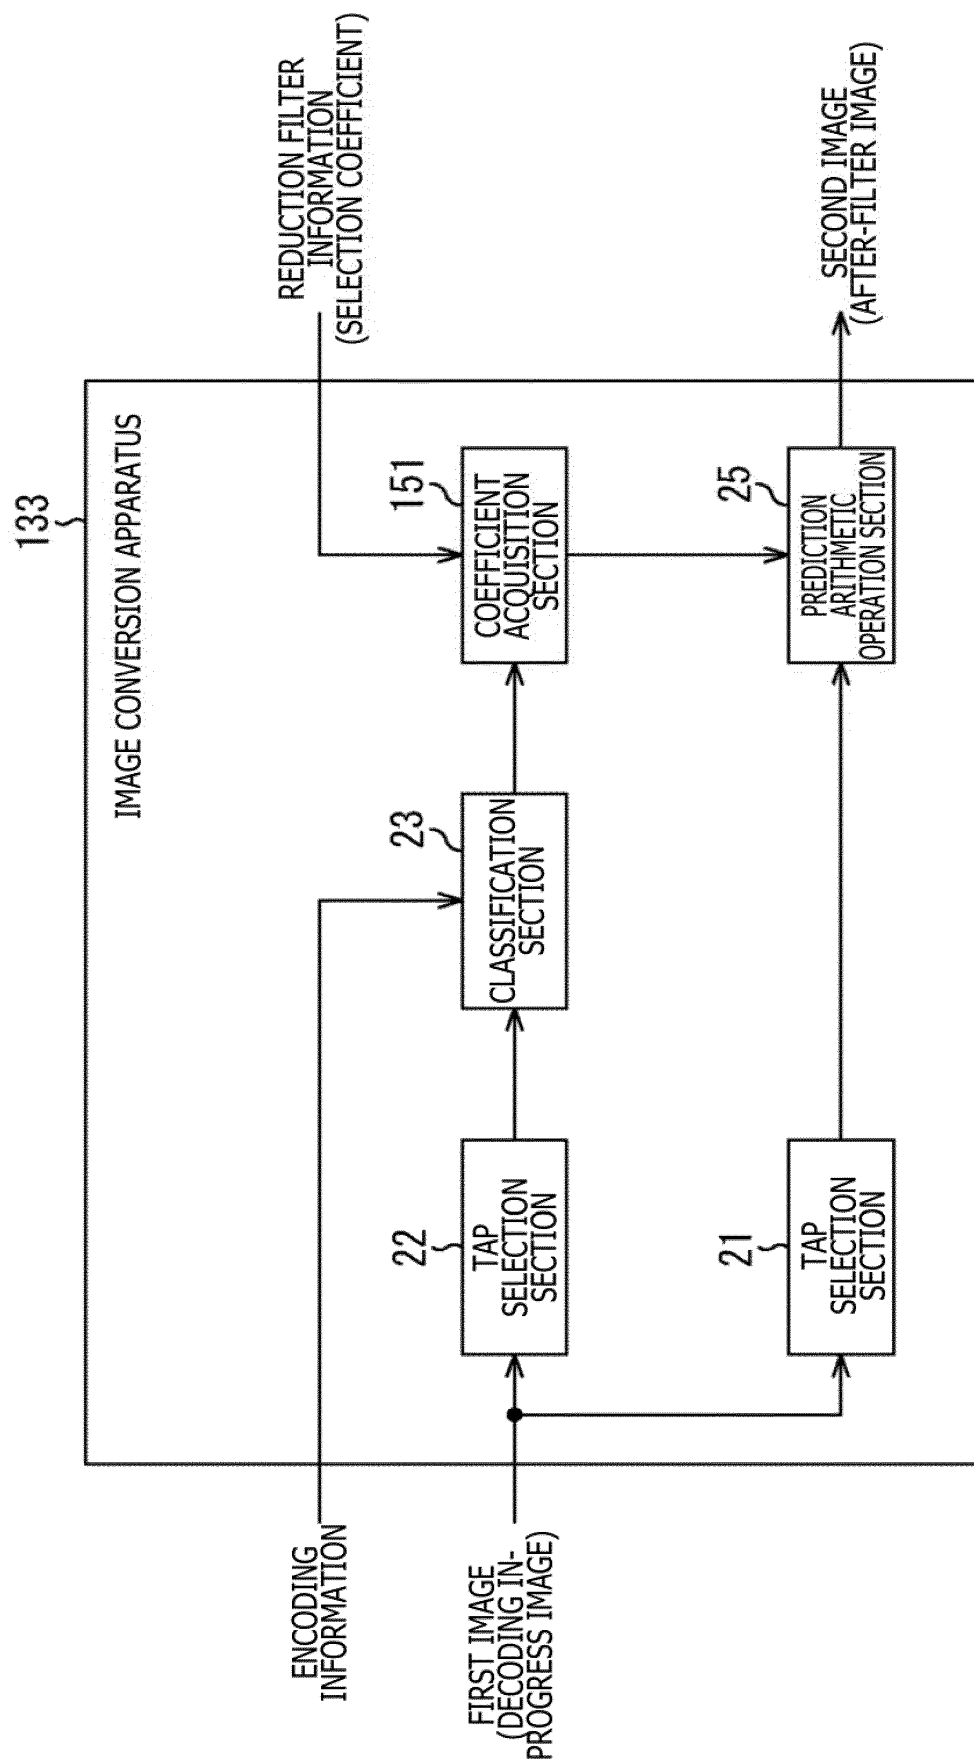 133
IMAGE CONVERSION APPARATUS
ENCODING
INFORMATION
REDUCTION FILTER
INFORMATION
(SELECTION COEFFICIENT)
FIRST IMAGE
(DECODING IN-
PROGRESS IMAGE)
22
TAP
SELECTION
SECTION
23
CLASSIFICATION
SECTION
151
COEFFICIENT
ACQUISITION
SECTION
21
TAP
SELECTION
SECTION
25
PREDICTION
ARITHMETIC
OPERATION SECTION
SECOND IMAGE
(AFTER-FILTER IMAGE)